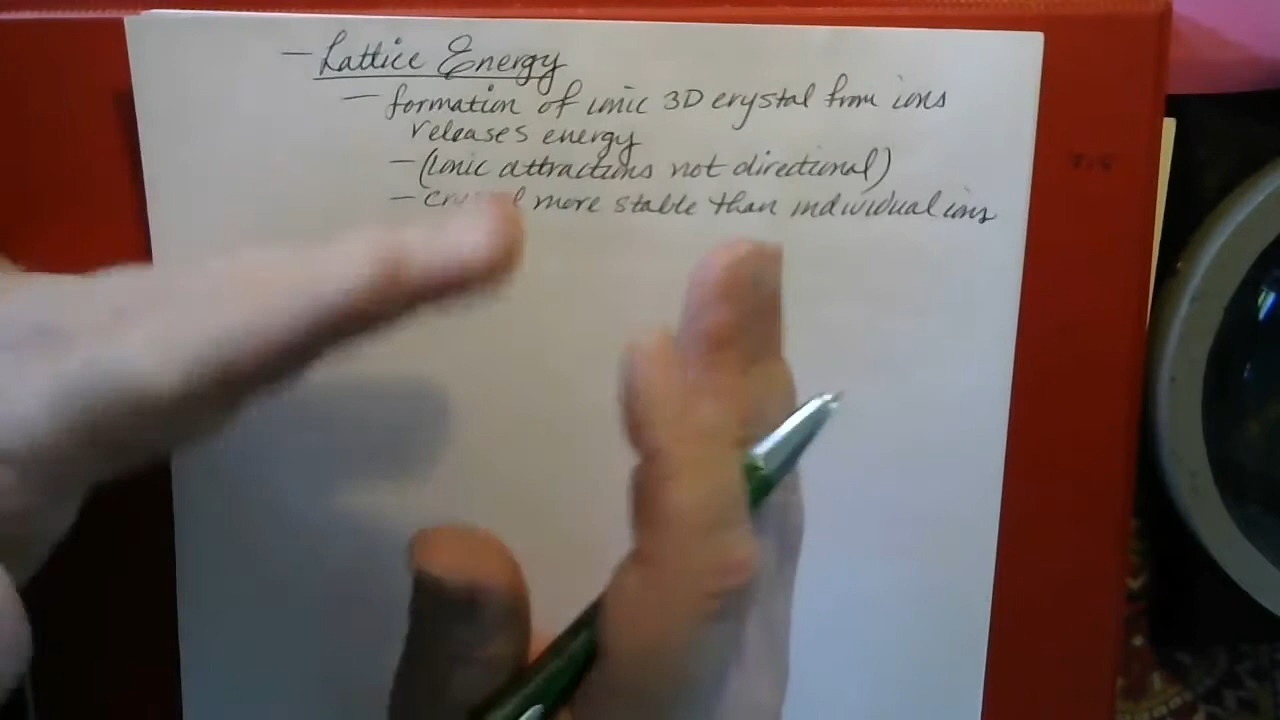 - Lattice Energy
- formation of ionic 3D crystal from ions
releases energy
- (ionic attractions not directional)
- more stable than individual ions